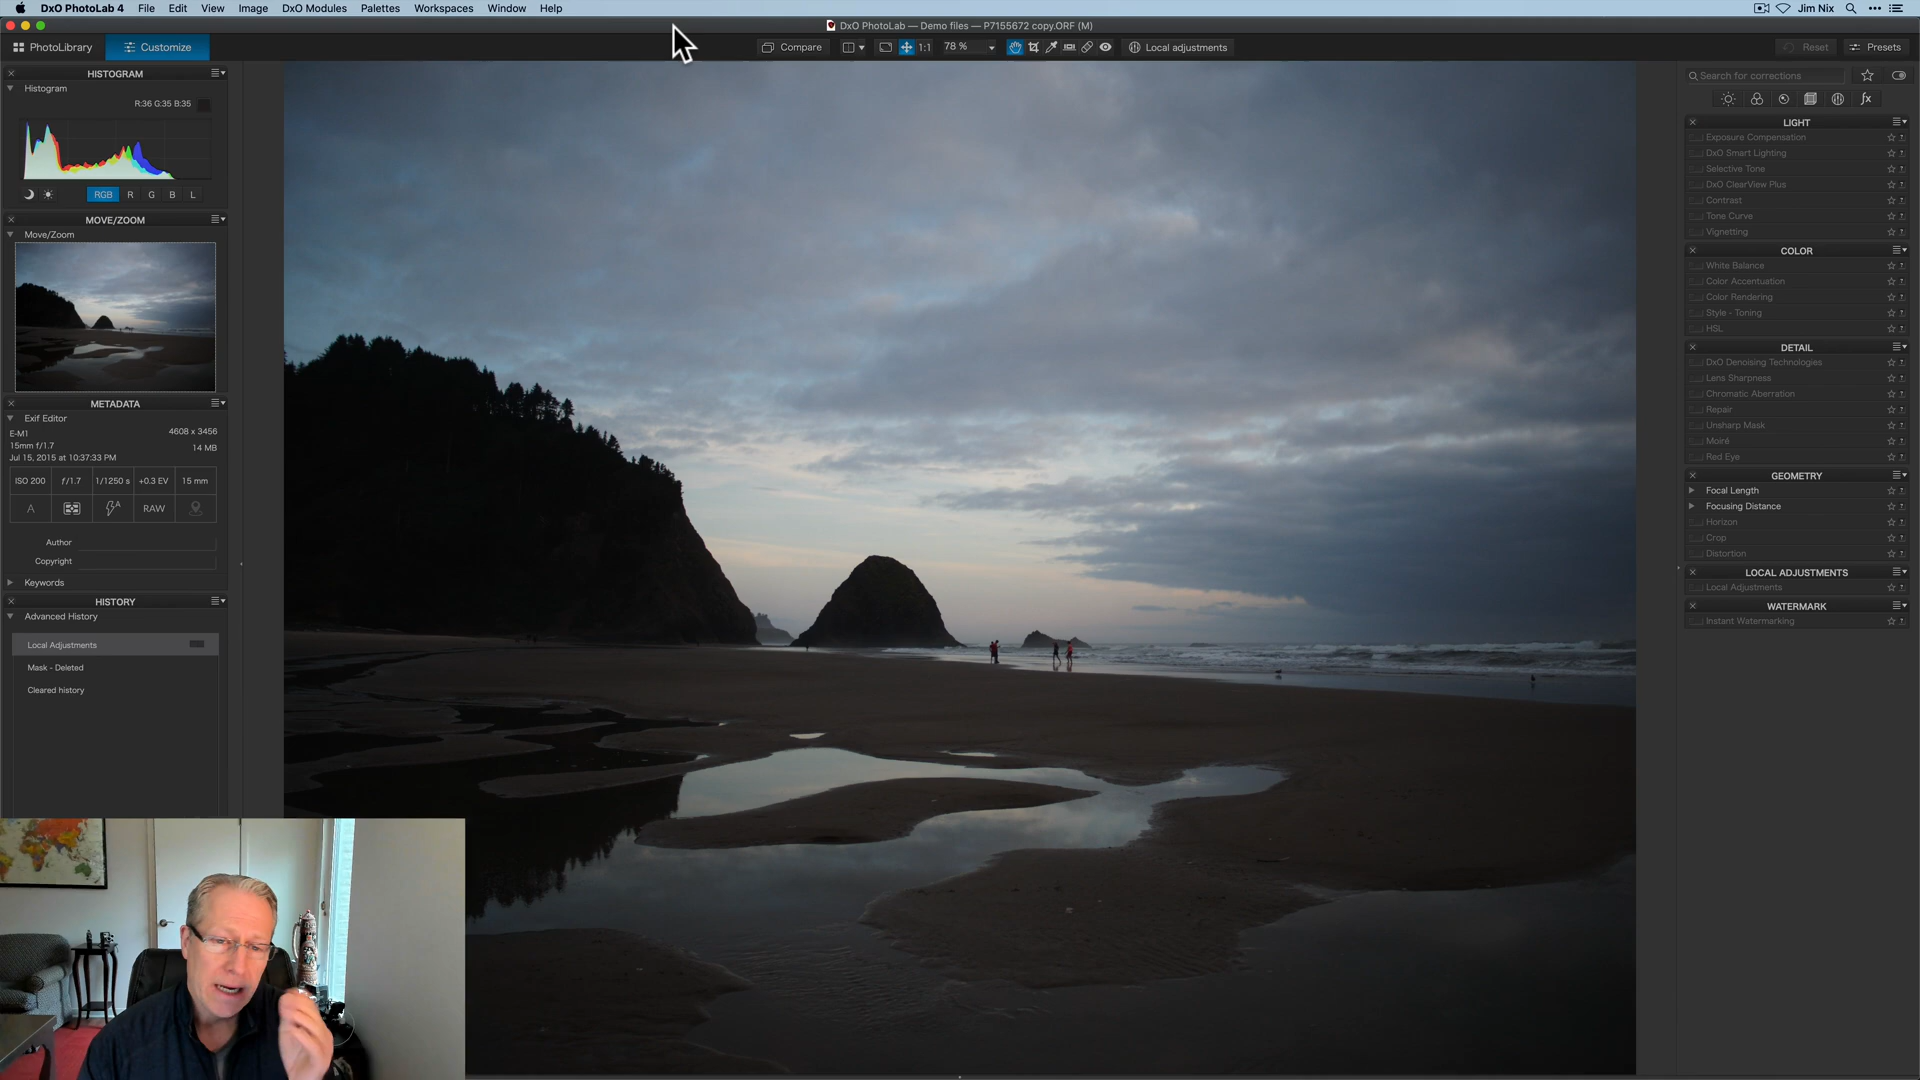 DxO PhotoLab 4 File Edit View Image DxO Modules Palettes Workspaces Window Help Jim Nix
DxO PhotoLab — Demo files — P7155672 copy.ORF (M)
PhotoLibrary Customize Compare 1:1 78 % Local adjustments Reset Presets
HISTOGRAM
Histogram
R:36 G:35 B:35
RGB R G B L
MOVE/ZOOM
Move/Zoom
METADATA
Exif Editor
E-M1 4608 x 3456
15mm f/1.7 14 MB
Jul 15, 2015 at 10:37:33 PM
ISO 200 ƒ/1.7 1/1250 s +0.3 EV 15 mm
A RAW
Author
Copyright
Keywords
HISTORY
Advanced History
Local Adjustments
Mask - Deleted
Cleared history
Search for corrections
fx
LIGHT
Exposure Compensation
DxO Smart Lighting
Selective Tone
DxO ClearView Plus
Contrast
Tone Curve
Vignetting
COLOR
White Balance
Color Accentuation
Color Rendering
Style - Toning
HSL
DETAIL
DxO Denoising Technologies
Lens Sharpness
Chromatic Aberration
Repair
Unsharp Mask
Moiré
Red Eye
GEOMETRY
Focal Length
Focusing Distance
Horizon
Crop
Distortion
LOCAL ADJUSTMENTS
Local Adjustments
WATERMARK
Instant Watermarking